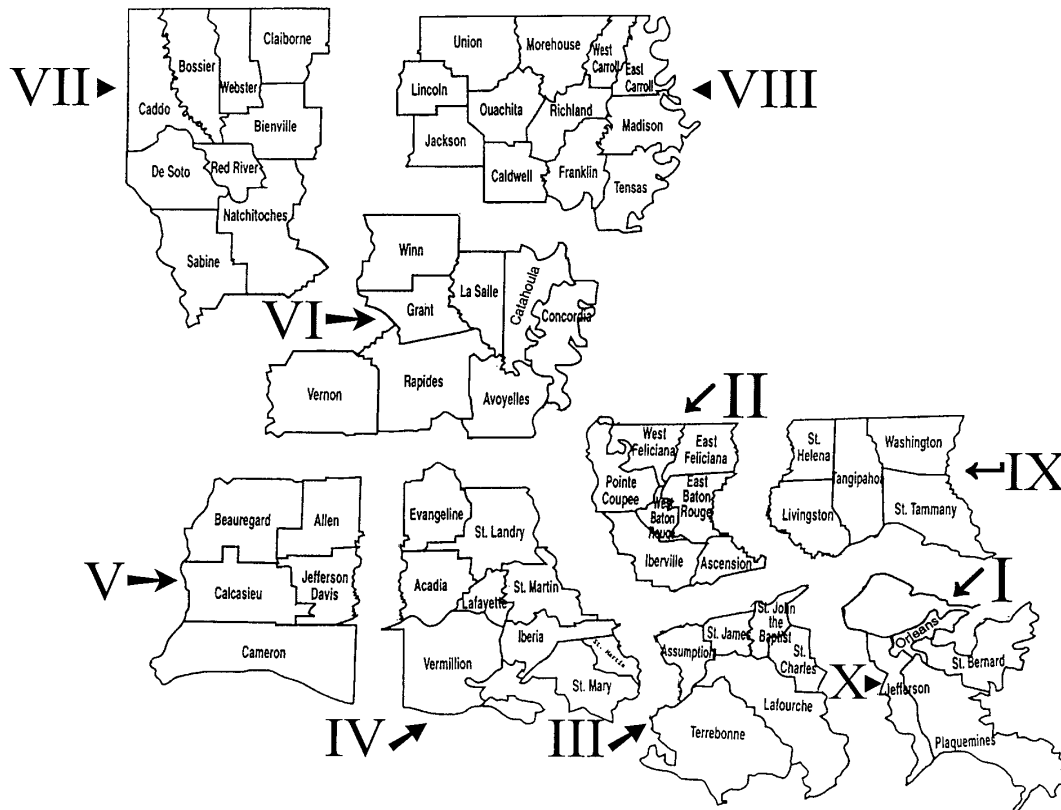 VII
Claiborne
Bossier
Webster
Caddo
Bienville
De Soto
Red River
Natchitoches
Sabine
VIII
Union
Morehouse
West
Carroll
East
Carroll
Lincoln
Ouachita
Richland
Madison
Jackson
Caldwell
Franklin
Tensas
VI
Winn
Grant
La Salle
Catahoula
Concordia
Vernon
Rapides
Avoyelles
II
West
Feliciana
East
Feliciana
Pointe
Coupee
West
Baton
Rouge
East
Baton
Rouge
Iberville
Ascension
IX
St.
Helena
Tangipahoa
Washington
Livingston
St. Tammany
V
Beauregard
Allen
Calcasieu
Jefferson
Davis
Cameron
IV
Evangeline
St. Landry
Acadia
Lafayette
St. Martin
Iberia
St. Martin
Vermillion
St. Mary
III
Assumption
St. James
St. John
the
Baptist
St.
Charles
Lafourche
Terrebonne
I
Orleans
St. Bernard
X
Jefferson
Plaquemines